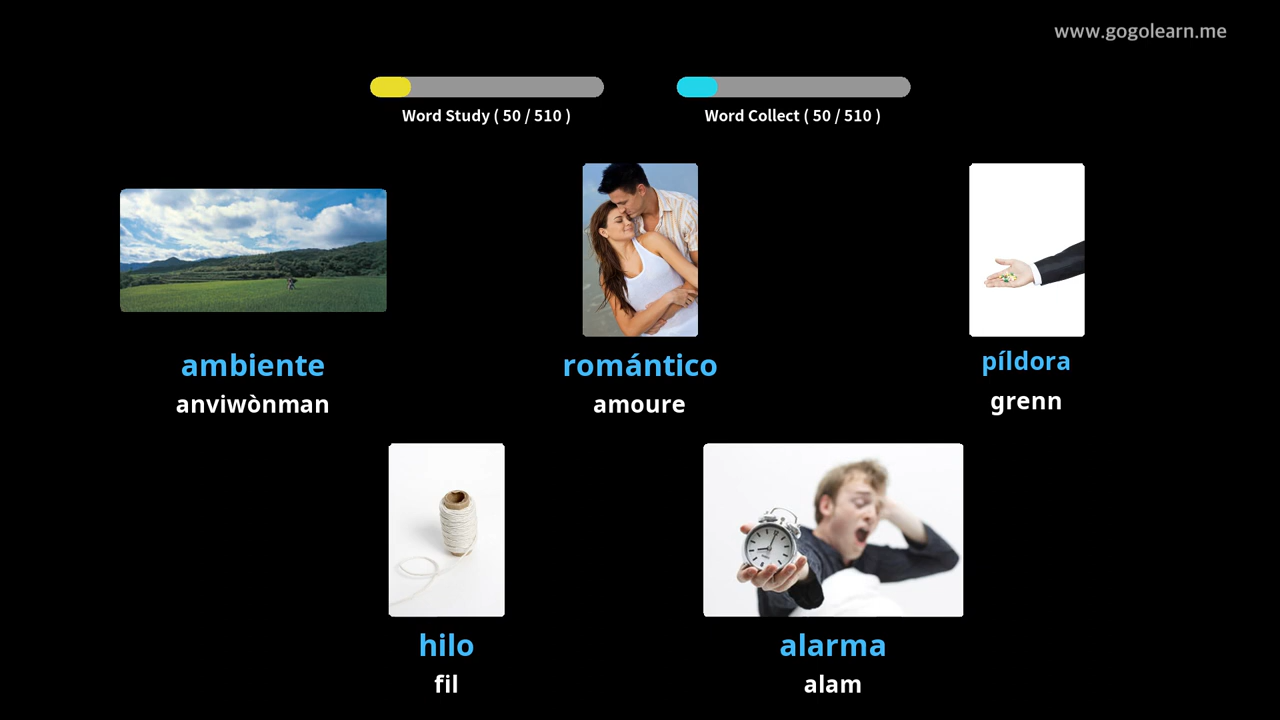 www.gogolearn.me
Word Study ( 50 / 510 )
Word Collect ( 50 / 510 )
ambiente
anviwònman
romántico
amoure
píldora
grenn
hilo
fil
alarma
alam